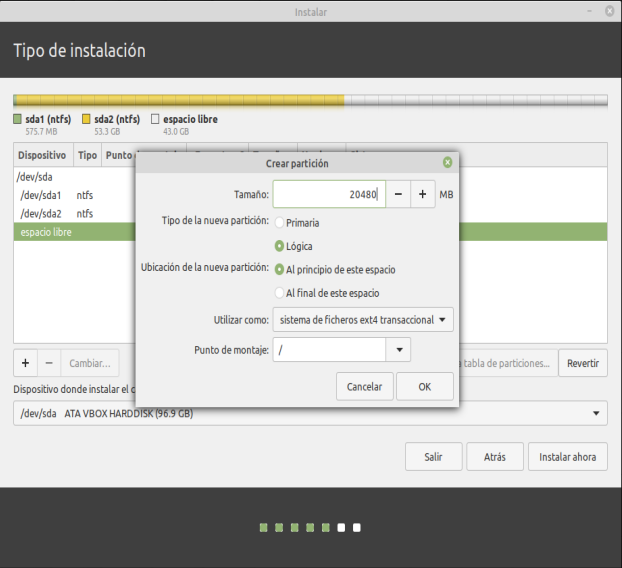 Instalar
Tipo de instalación
sda1 (ntfs) sda2 (ntfs) espacio libre
575.7 MB 53.3 GB 43.0 GB
Dispositivo Tipo Punto
/dev/sda
/dev/sda1 ntfs
/dev/sda2 ntfs
espacio libre
Crear partición
Tamaño: 20480 − + MB
Tipo de la nueva partición: Primaria
Lógica
Ubicación de la nueva partición: Al principio de este espacio
Al final de este espacio
Utilizar como: sistema de ficheros ext4 transaccional
Punto de montaje: /
Cancelar OK
+ − Cambiar... tabla de particiones... Revertir
Dispositivo donde instalar el
/dev/sda ATA VBOX HARDDISK (96.9 GB)
Salir Atrás Instalar ahora